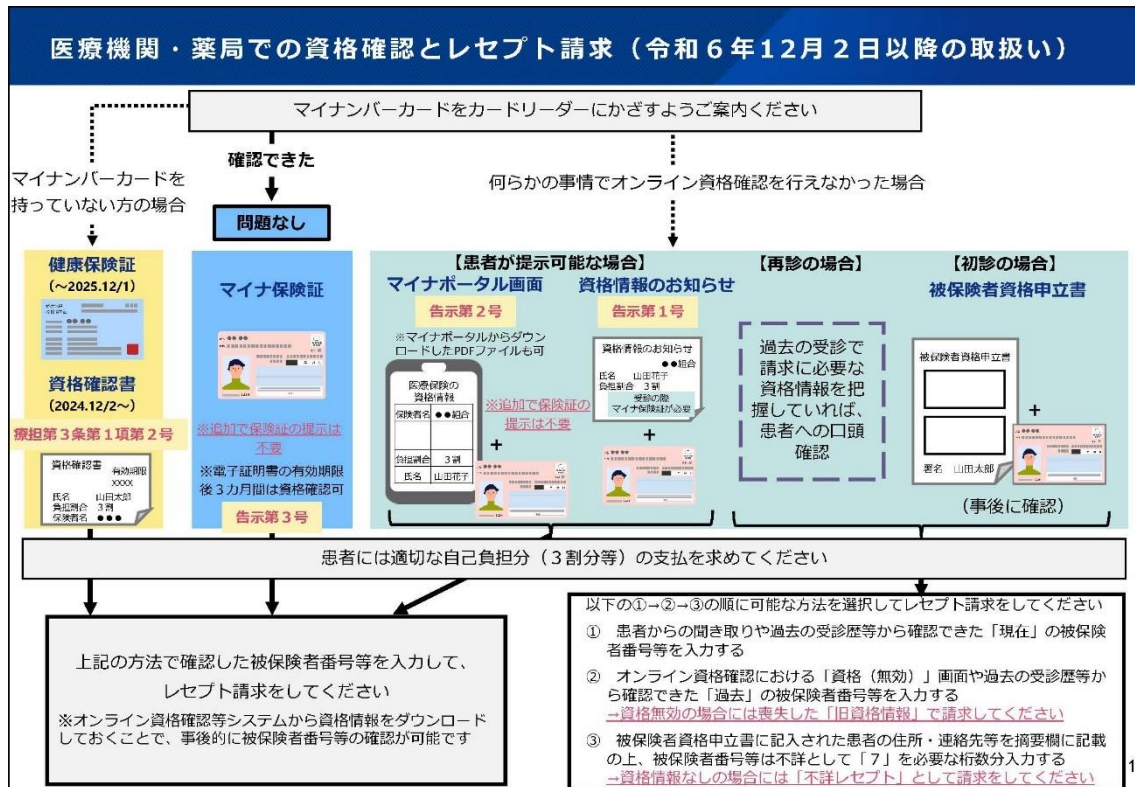 医療機関・薬局での資格確認とレセプト請求（令和６年12月２日以降の取扱い）
マイナンバーカードをカードリーダーにかざすようご案内ください
マイナンバーカードを
持っていない方の場合
確認できた
問題なし
何らかの事情でオンライン資格確認を行えなかった場合
健康保険証
（～2025.12/1）
資格確認書
（2024.12/2～）
療担第３条第１項第２号
資格確認書
有効期限
XXXX
氏名　山田太郎
負担割合　３割
保険者名　●●●
マイナ保険証
※追加で保険証の提示は
不要
※電子証明書の有効期限
後３カ月間は資格確認可
告示第３号
【患者が提示可能な場合】
マイナポータル画面
告示第２号
※マイナポータルからダウン
ロードしたPDFファイルも可
医療保険の
資格情報
保険者名　●●組合
負担割合　３割
氏名　山田花子
※追加で保険証の
提示は不要
+
資格情報のお知らせ
告示第１号
資格情報のお知らせ
●●組合
氏名　山田花子
負担割合　３割
受診の際
マイナ保険証が必要
+
【再診の場合】
過去の受診で
請求に必要な
資格情報を把
握していれば、
患者への口頭
確認
【初診の場合】
被保険者資格申立書
被保険者資格申立書
署名　山田太郎
+
（事後に確認）
患者には適切な自己負担分（３割分等）の支払を求めてください
上記の方法で確認した被保険者番号等を入力して、
レセプト請求をしてください
※オンライン資格確認等システムから資格情報をダウンロード
しておくことで、事後的に被保険者番号等の確認が可能です
以下の①→②→③の順に可能な方法を選択してレセプト請求をしてください
①　患者からの聞き取りや過去の受診歴等から確認できた「現在」の被保険
者番号等を入力する
②　オンライン資格確認における「資格（無効）」画面や過去の受診歴等か
ら確認できた「過去」の被保険者番号等を入力する
→資格無効の場合には喪失した「旧資格情報」で請求してください
③　被保険者資格申立書に記入された患者の住所・連絡先等を摘要欄に記載
の上、被保険者番号等は不詳として「７」を必要な桁数分入力する
→資格情報なしの場合には「不詳レセプト」として請求をしてください
1